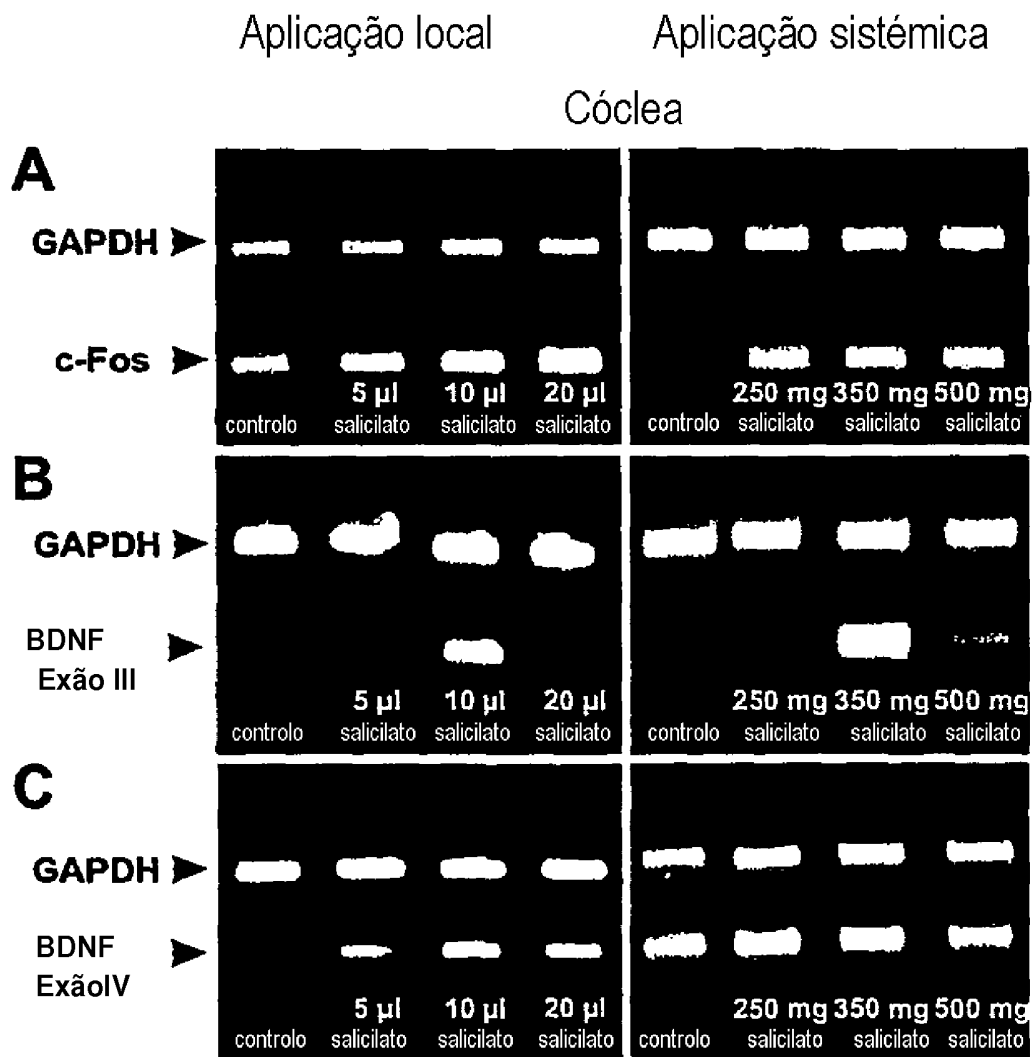 Aplicação local Aplicação sistémica
Cóclea
A
GAPDH
c-Fos
5 µl 10 µl 20 µl 250 mg 350 mg 500 mg
controlo salicilato salicilato salicilato controlo salicilato salicilato salicilato
B
GAPDH
BDNF
Exão III
5 µl 10 µl 20 µl 250 mg 350 mg 500 mg
controlo salicilato salicilato salicilato controlo salicilato salicilato salicilato
C
GAPDH
BDNF
ExãoIV
5 µl 10 µl 20 µl 250 mg 350 mg 500 mg
controlo salicilato salicilato salicilato controlo salicilato salicilato salicilato